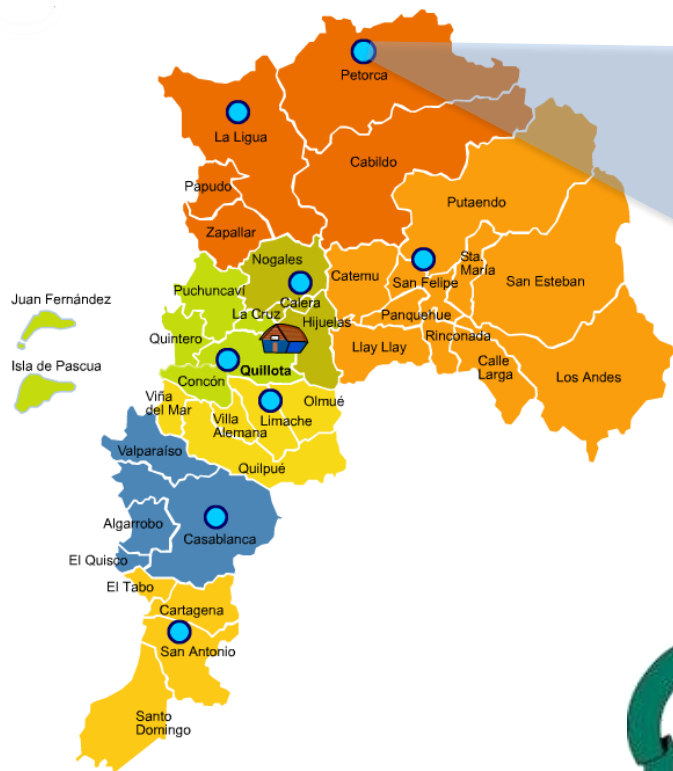 Petorca
La Ligua
Cabildo
Papudo
Putaendo
Zapallar
Nogales
Sta.
María
Catemu
San Felipe
San Esteban
Puchuncaví
Calera
Juan Fernández
La Cruz
Hijuelas
Panquehue
Quintero
Rinconada
Llay Llay
Isla de Pascua
Quillota
Calle
Larga
Los Andes
Concón
Viña
del Mar
Olmué
Villa
Alemana
Limache
Valparaíso
Quilpué
Algarrobo
Casablanca
El Quisco
El Tabo
Cartagena
San Antonio
Santo
Domingo